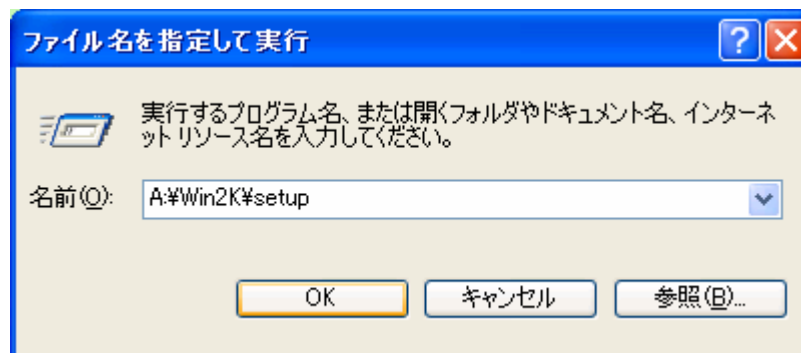 ファイル名を指定して実行
実行するプログラム名、または開くフォルダやドキュメント名、インターネ
ット リソース名を入力してください。
名前(O): A:¥Win2K¥setup
OK キャンセル 参照(B)...